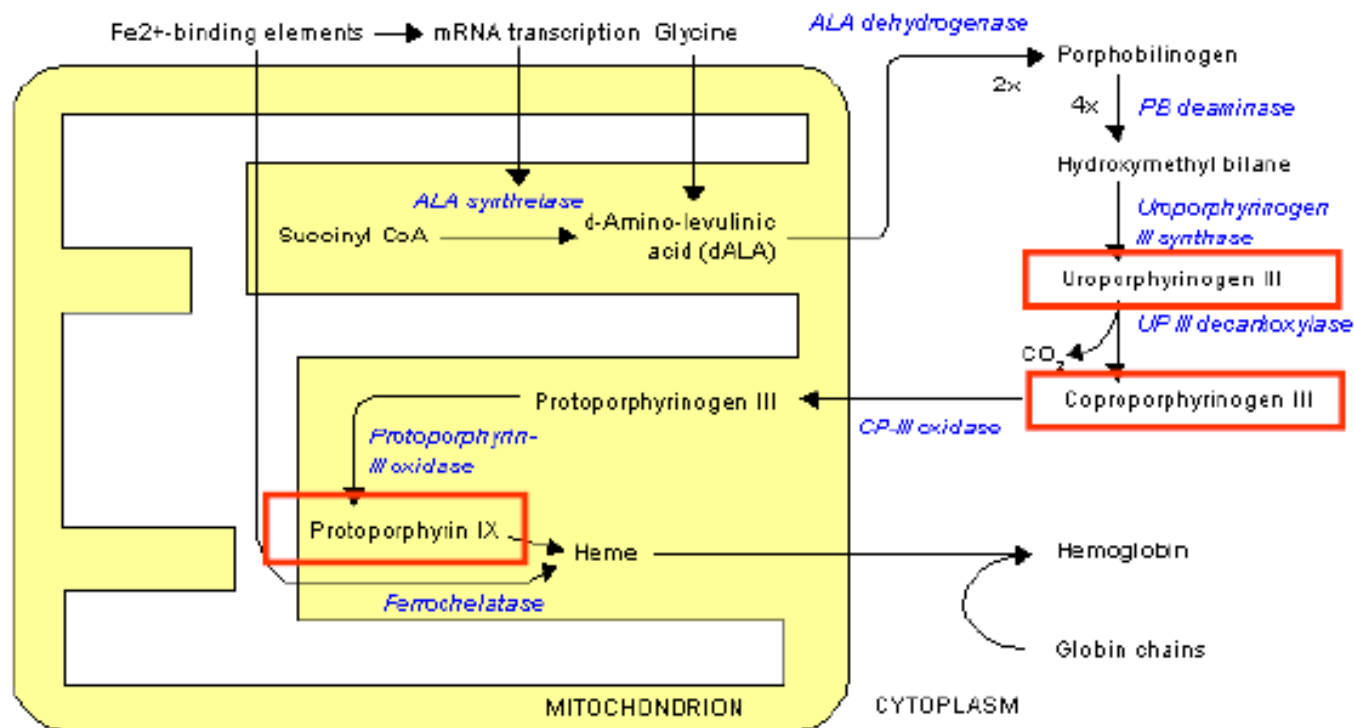 Fe2+-binding elements mRNA transcription Glycine
ALA dehydrogenase
2x
Porphobilinogen
4x
PB deaminase
Hydroxymethyl bilane
ALA synthetase
Succinyl CoA
d-Amino-levulinic
acid (dALA)
Uroporphyrinogen
III synthase
Uroporphyrinogen III
UP III decarboxylase
CO2
Coproporphyrinogen III
CP-III oxidase
Protoporphyrinogen III
Protoporphyrin-
III oxidase
Protoporphyrin IX
Heme
Ferrochelatase
Hemoglobin
Globin chains
MITOCHONDRION
CYTOPLASM